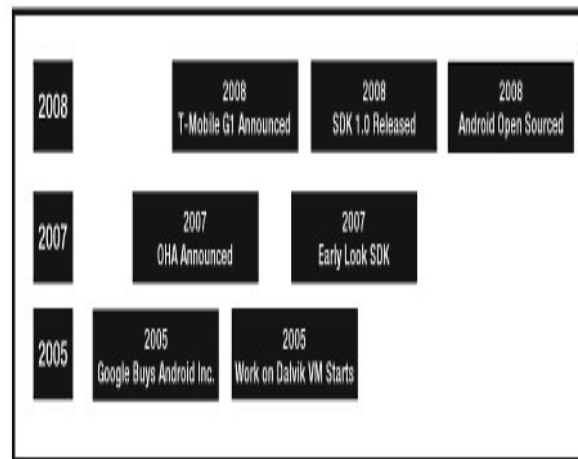 2008
2008
T-Mobile G1 Announced
2008
SDK 1.0 Released
2008
Android Open Sourced
2007
2007
OHA Announced
2007
Early Look SDK
2005
2005
Google Buys Android Inc.
2005
Work on Dalvik VM Starts